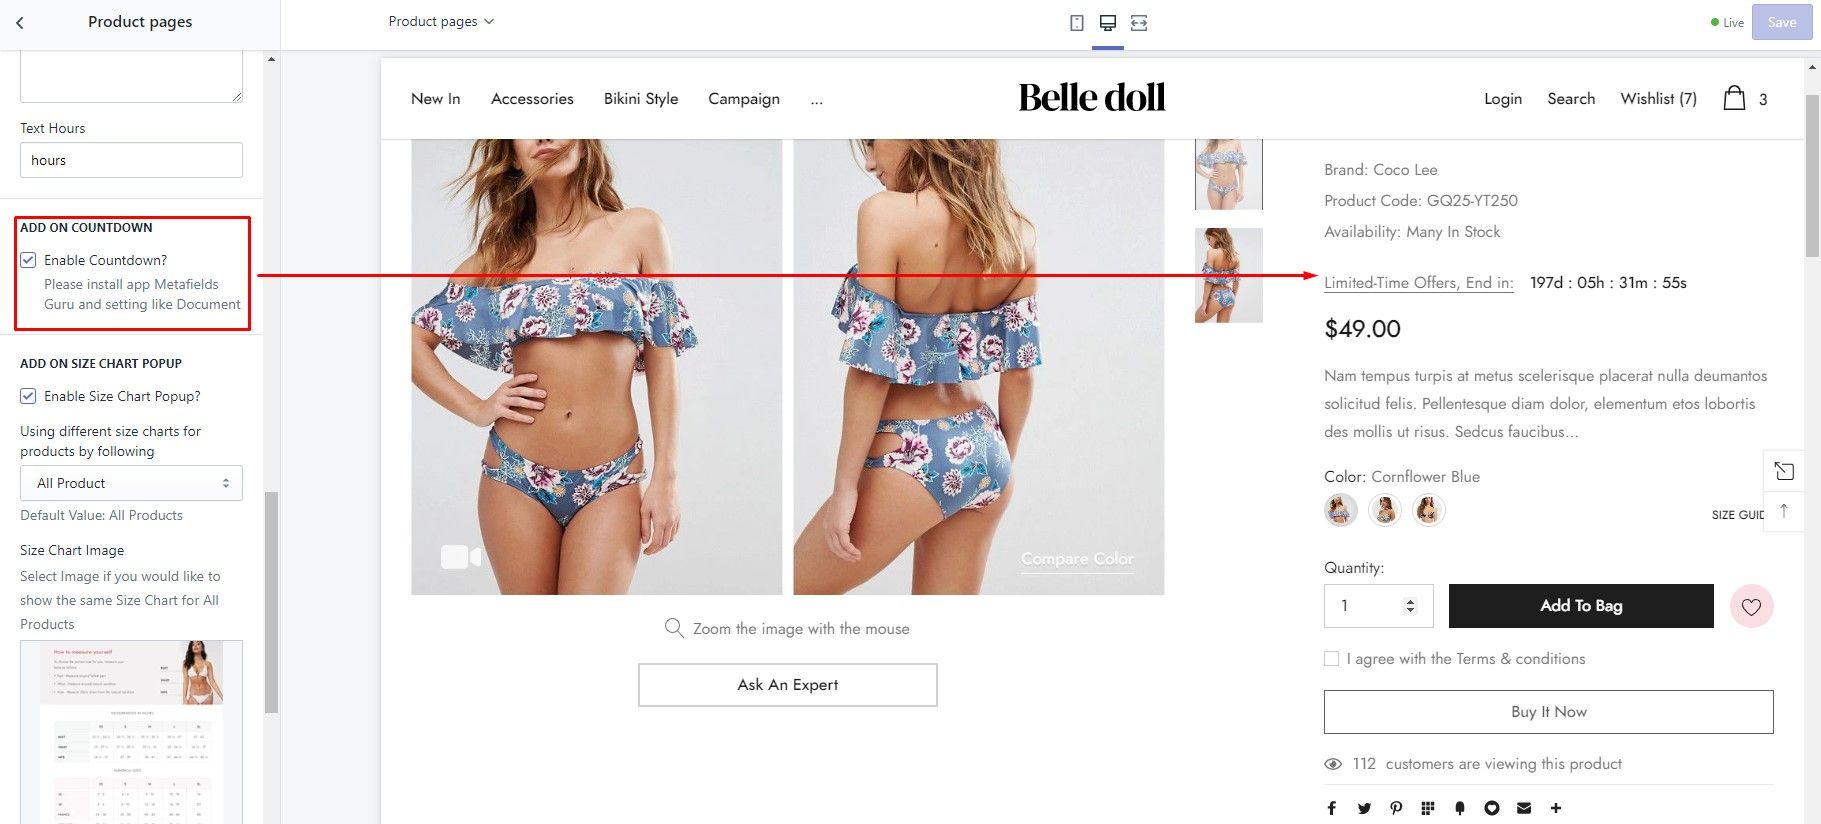 Product pages
Product pages
Live
Save
Text Hours
hours
ADD ON COUNTDOWN
Enable Countdown?
Please install app Metafields
Guru and setting like Document
ADD ON SIZE CHART POPUP
Enable Size Chart Popup?
Using different size charts for
products by following
All Product
Default Value: All Products
Size Chart Image
Select Image if you would like to
show the same Size Chart for All
Products
How to measure yourself
New In Accessories Bikini Style Campaign ...
Belle doll
Login Search Wishlist (7) 3
Compare Color
Zoom the image with the mouse
Ask An Expert
Brand: Coco Lee
Product Code: GQ25-YT250
Availability: Many In Stock
Limited-Time Offers, End in: 197d : 05h : 31m : 55s
$49.00
Nam tempus turpis at metus scelerisque placerat nulla deumantos
solicitud felis. Pellentesque diam dolor, elementum etos lobortis
des mollis ut risus. Sedcus faucibus...
Color: Cornflower Blue
SIZE GUID
Quantity:
1
Add To Bag
I agree with the Terms & conditions
Buy It Now
112 customers are viewing this product